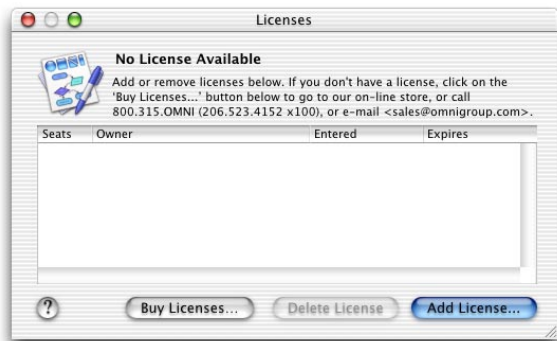 Licenses
OMNI
No License Available
Add or remove licenses below. If you don't have a license, click on the
'Buy Licenses...' button below to go to our on-line store, or call
800.315.OMNI (206.523.4152 x100), or e-mail <sales@omnigroup.com>.
Seats Owner Entered Expires
? Buy Licenses... Delete License Add License...